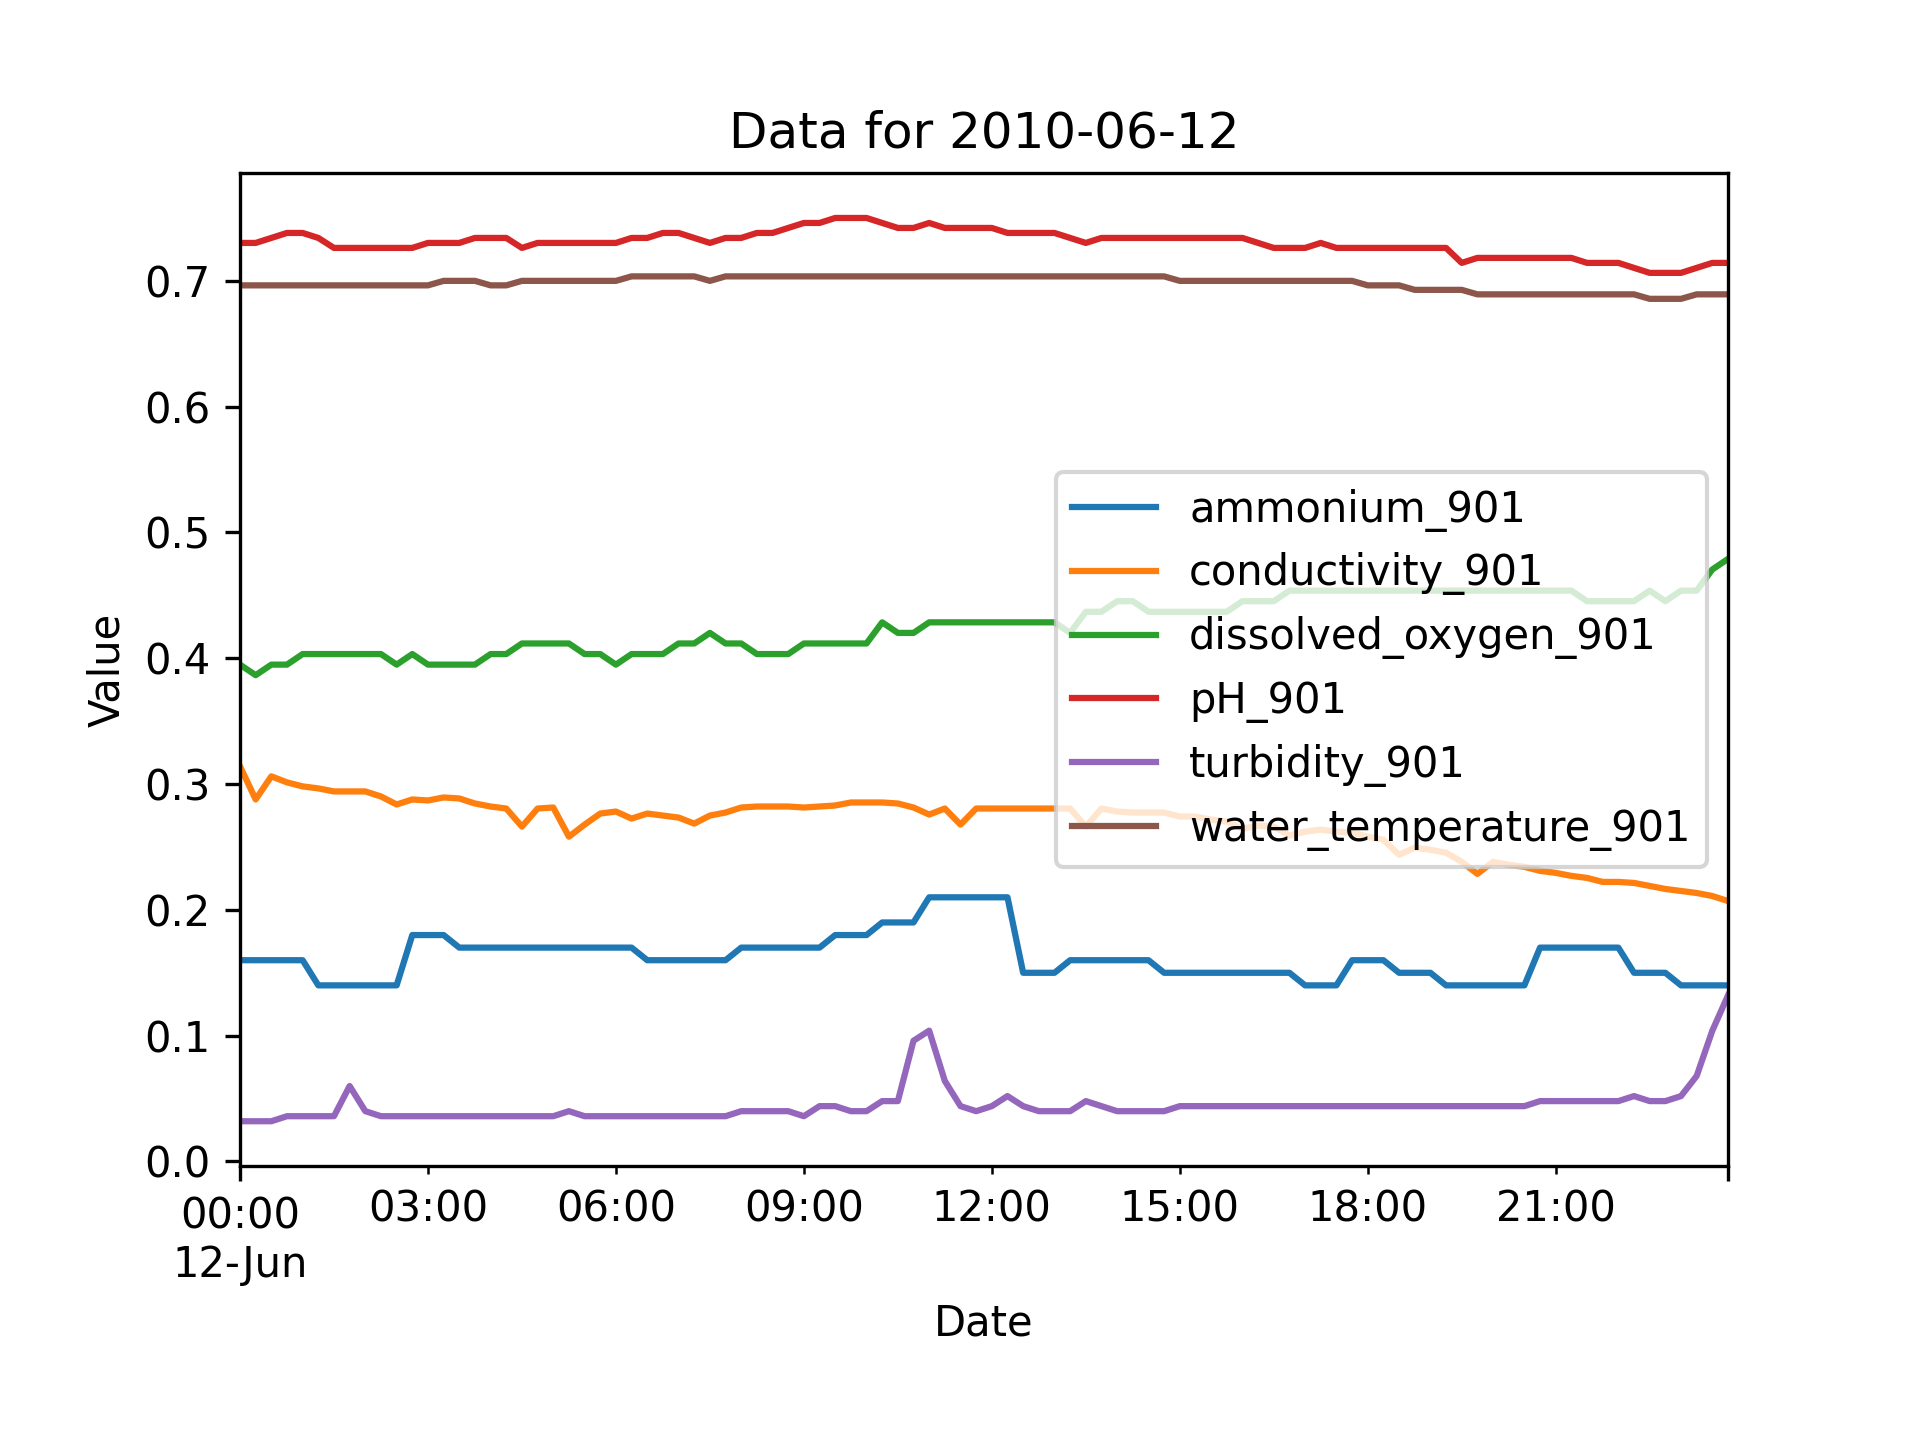 Data for 2010-06-12
Value
0.7
0.6
0.5
0.4
0.3
0.2
0.1
0.0
ammonium_901
conductivity_901
dissolved_oxygen_901
pH_901
turbidity_901
water_temperature_901
00:00 03:00 06:00 09:00 12:00 15:00 18:00 21:00
12-Jun
Date